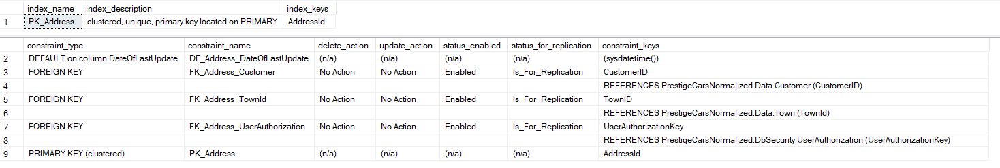 index_name index_description index_keys
1 PK_Address clustered, unique, primary key located on PRIMARY AddressId
constraint_type constraint_name delete_action update_action status_enabled status_for_replication constraint_keys
2 DEFAULT on column DateOfLastUpdate DF_Address_DateOfLastUpdate (n/a) (n/a) (n/a) (n/a) (sysdatetime())
3 FOREIGN KEY FK_Address_Customer No Action No Action Enabled Is_For_Replication CustomerID
4 REFERENCES PrestigeCarsNormalized.Data.Customer (CustomerID)
5 FOREIGN KEY FK_Address_TownId No Action No Action Enabled Is_For_Replication TownID
6 REFERENCES PrestigeCarsNormalized.Data.Town (TownId)
7 FOREIGN KEY FK_Address_UserAuthorization No Action No Action Enabled Is_For_Replication UserAuthorizationKey
8 REFERENCES PrestigeCarsNormalized.DbSecurity.UserAuthorization (UserAuthorizationKey)
9 PRIMARY KEY (clustered) PK_Address (n/a) (n/a) (n/a) (n/a) AddressId